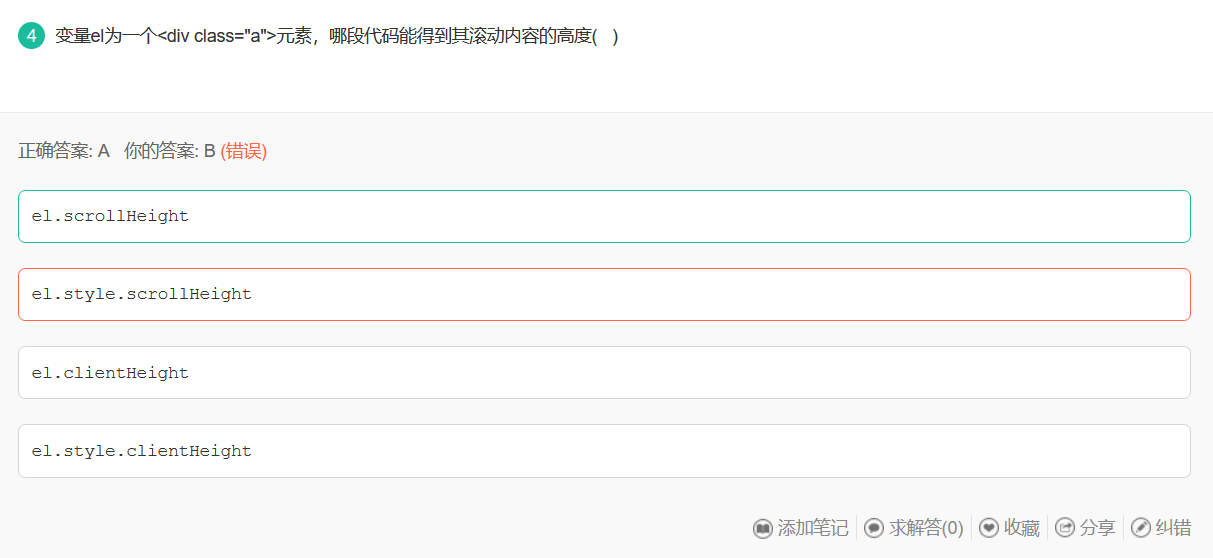 4 变量el为一个<div class="a">元素，哪段代码能得到其滚动内容的高度( )
正确答案: A 你的答案: B (错误)
el.scrollHeight
el.style.scrollHeight
el.clientHeight
el.style.clientHeight
添加笔记 求解答(0) 收藏 分享 纠错